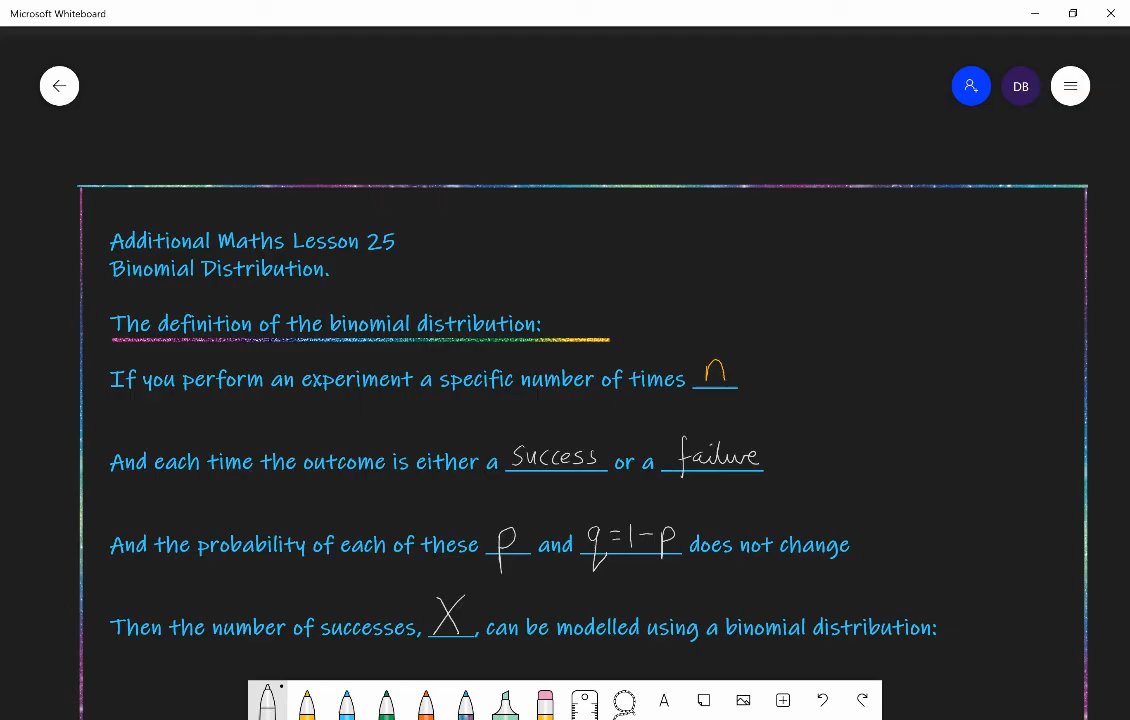 Microsoft Whiteboard
DB
Additional Maths Lesson 25
Binomial Distribution.
The definition of the binomial distribution:
If you perform an experiment a specific number of times n
And each time the outcome is either a success or a failure
And the probability of each of these p and q=1-p does not change
Then the number of successes, X, can be modelled using a binomial distribution:
A